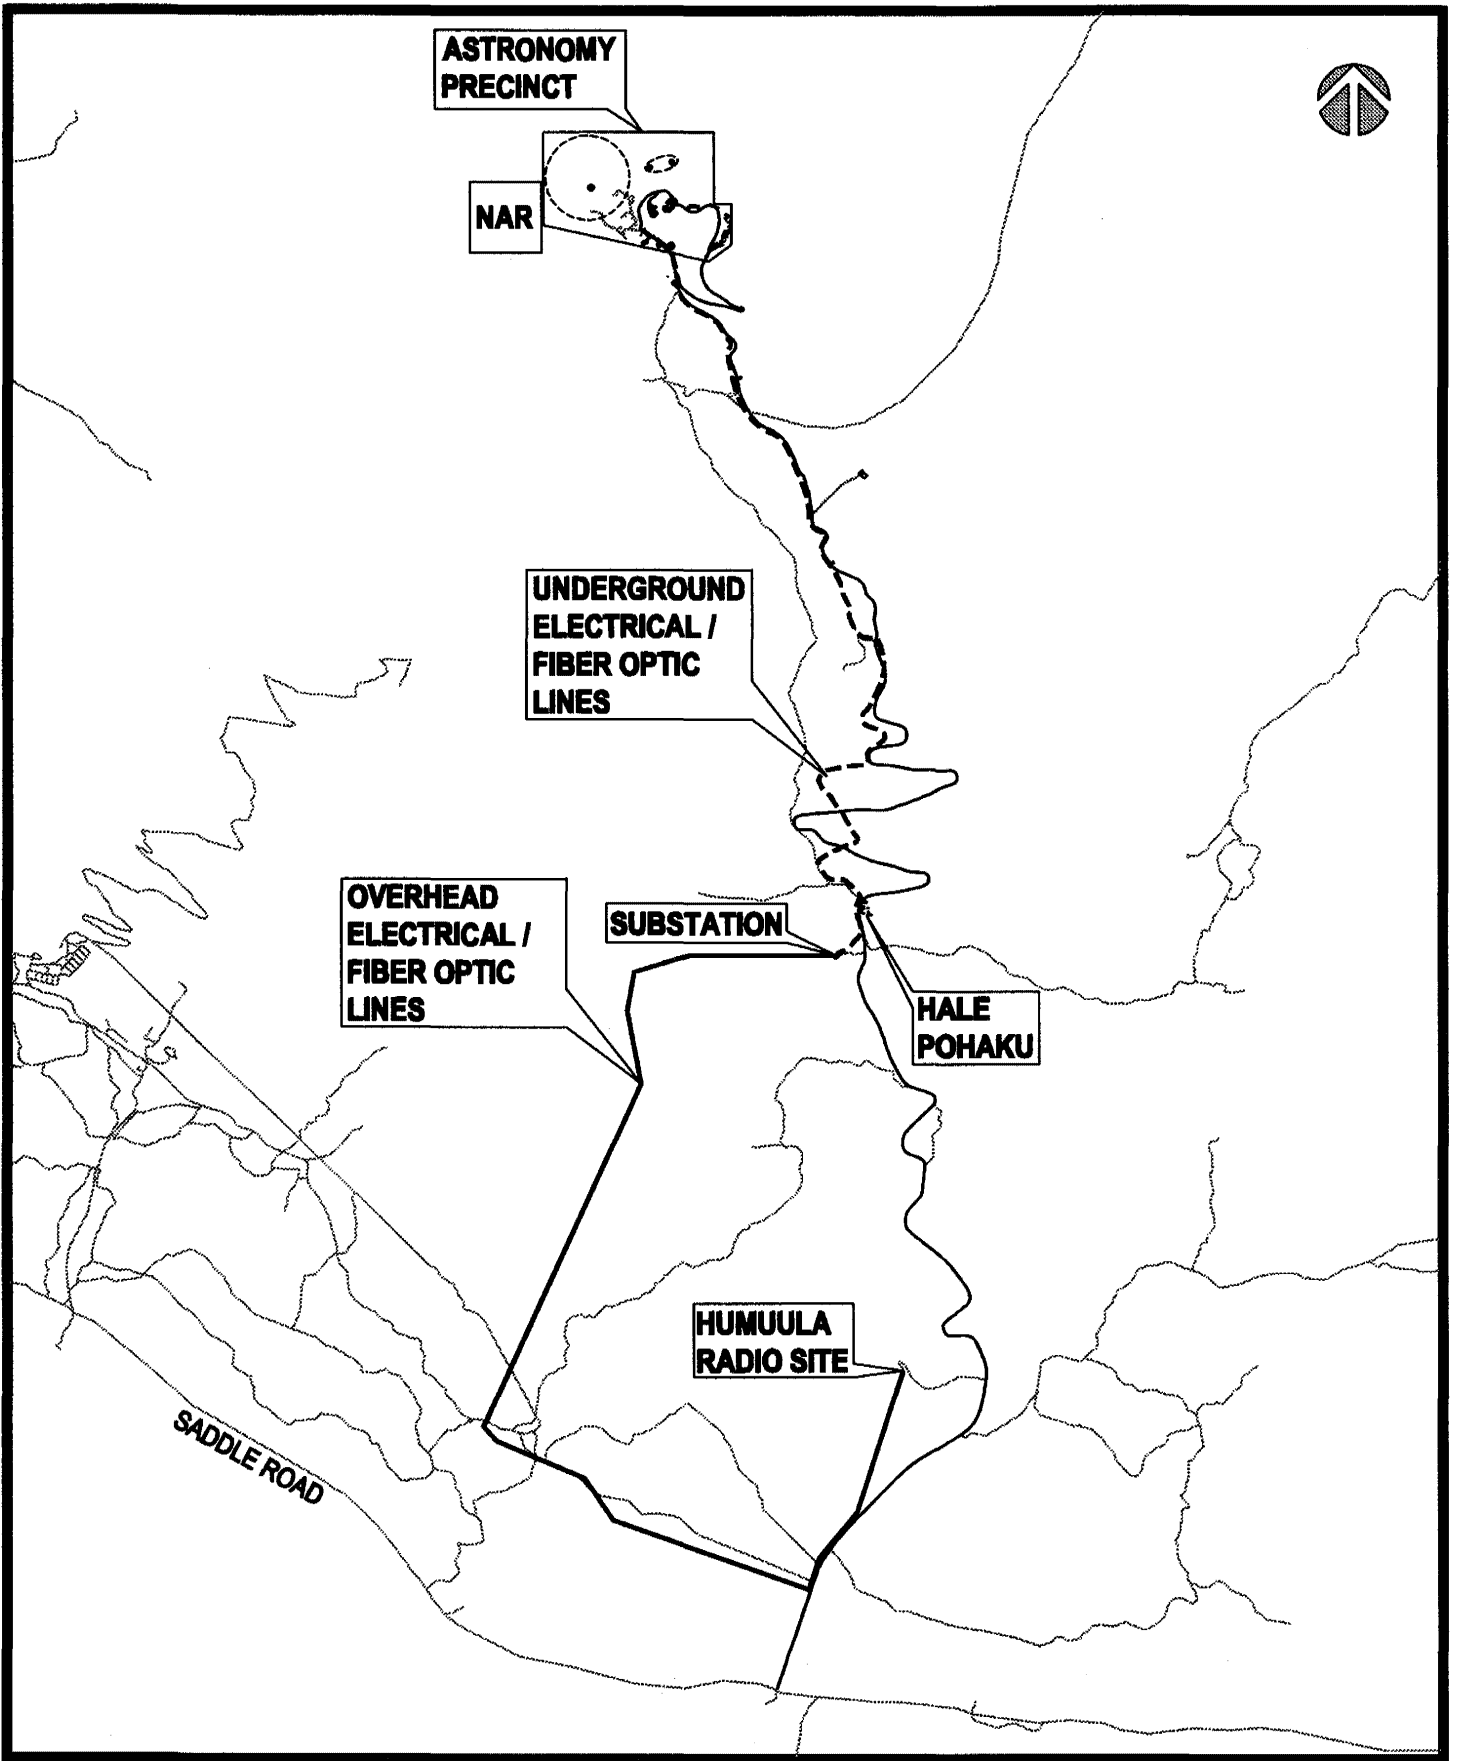 ASTRONOMY
PRECINCT
NAR
UNDERGROUND
ELECTRICAL /
FIBER OPTIC
LINES
OVERHEAD
ELECTRICAL /
FIBER OPTIC
LINES
SUBSTATION
HALE
POHAKU
HUMUULA
RADIO SITE
SADDLE ROAD